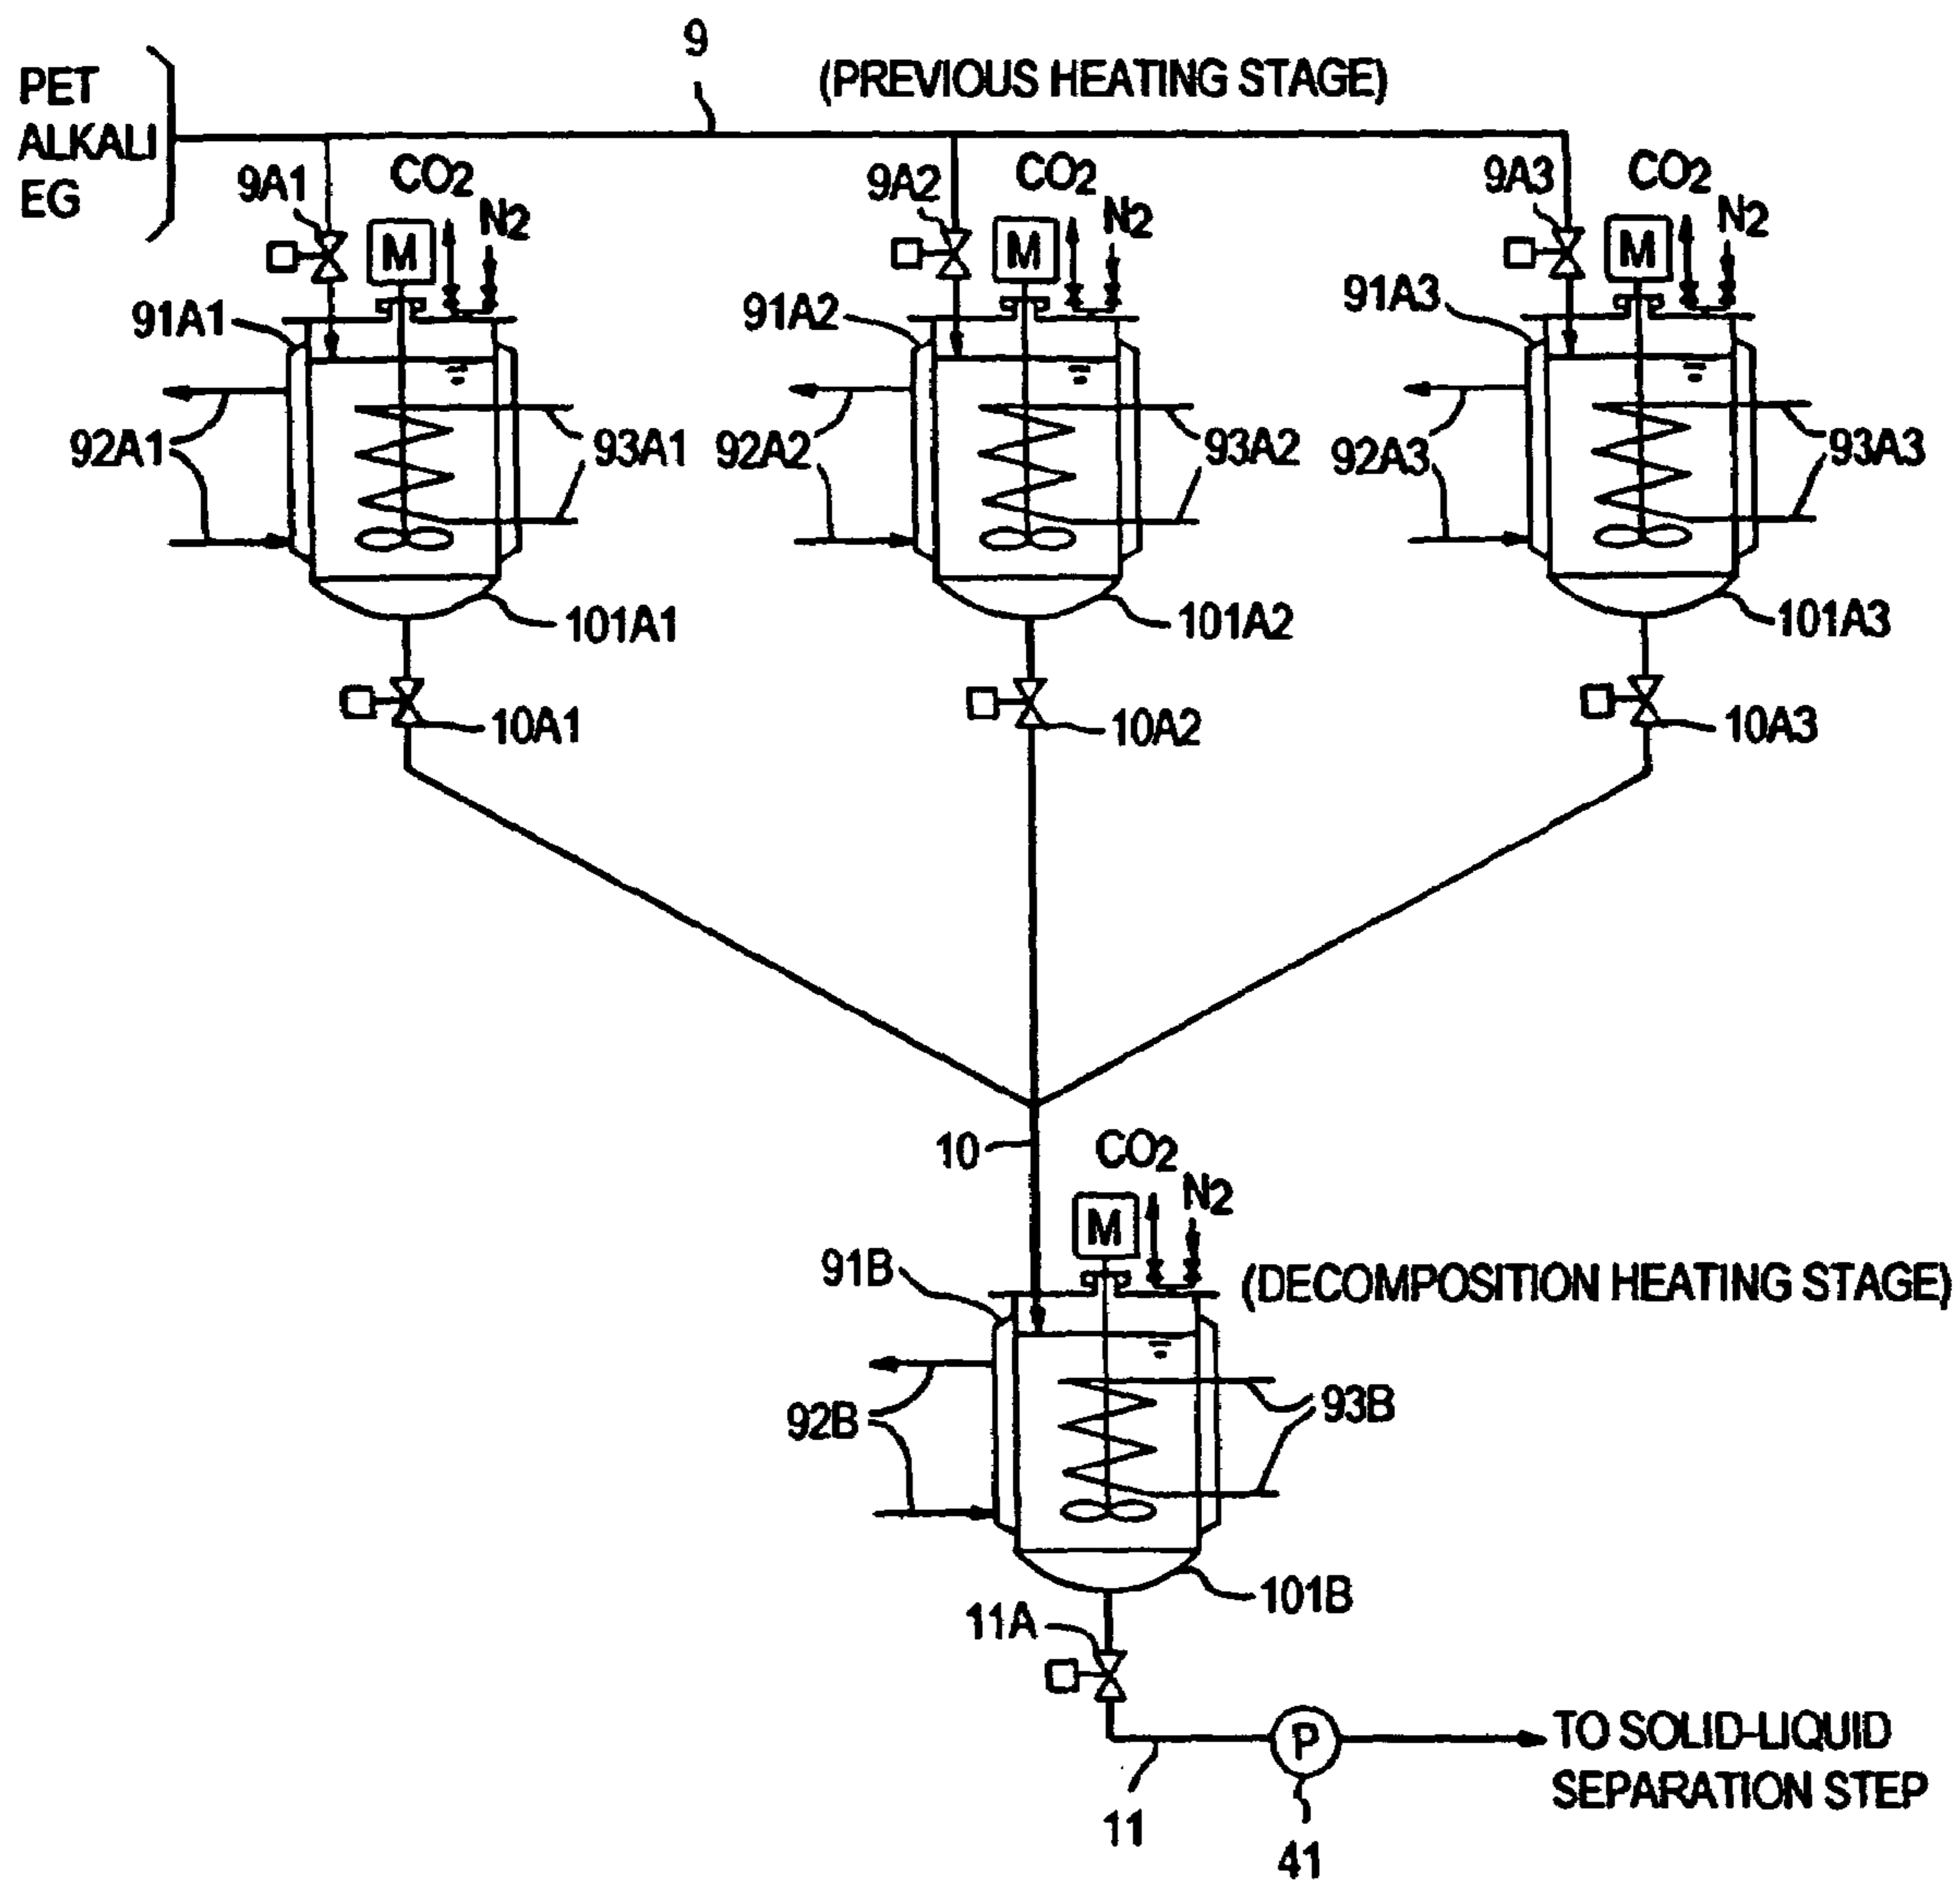 9
(PREVIOUS HEATING STAGE)
PET
ALKALI
EG
9A1 CO2 N2
9A2 CO2 N2
9A3 CO2 N2
M M M
91A1 91A2 91A3
92A1 93A1 92A2 93A2 92A3 93A3
101A1 101A2 101A3
10A1 10A2 10A3
10 CO2 N2
M
91B (DECOMPOSITION HEATING STAGE)
92B 93B
101B
11A
P TO SOLID-LIQUID
SEPARATION STEP
11 41